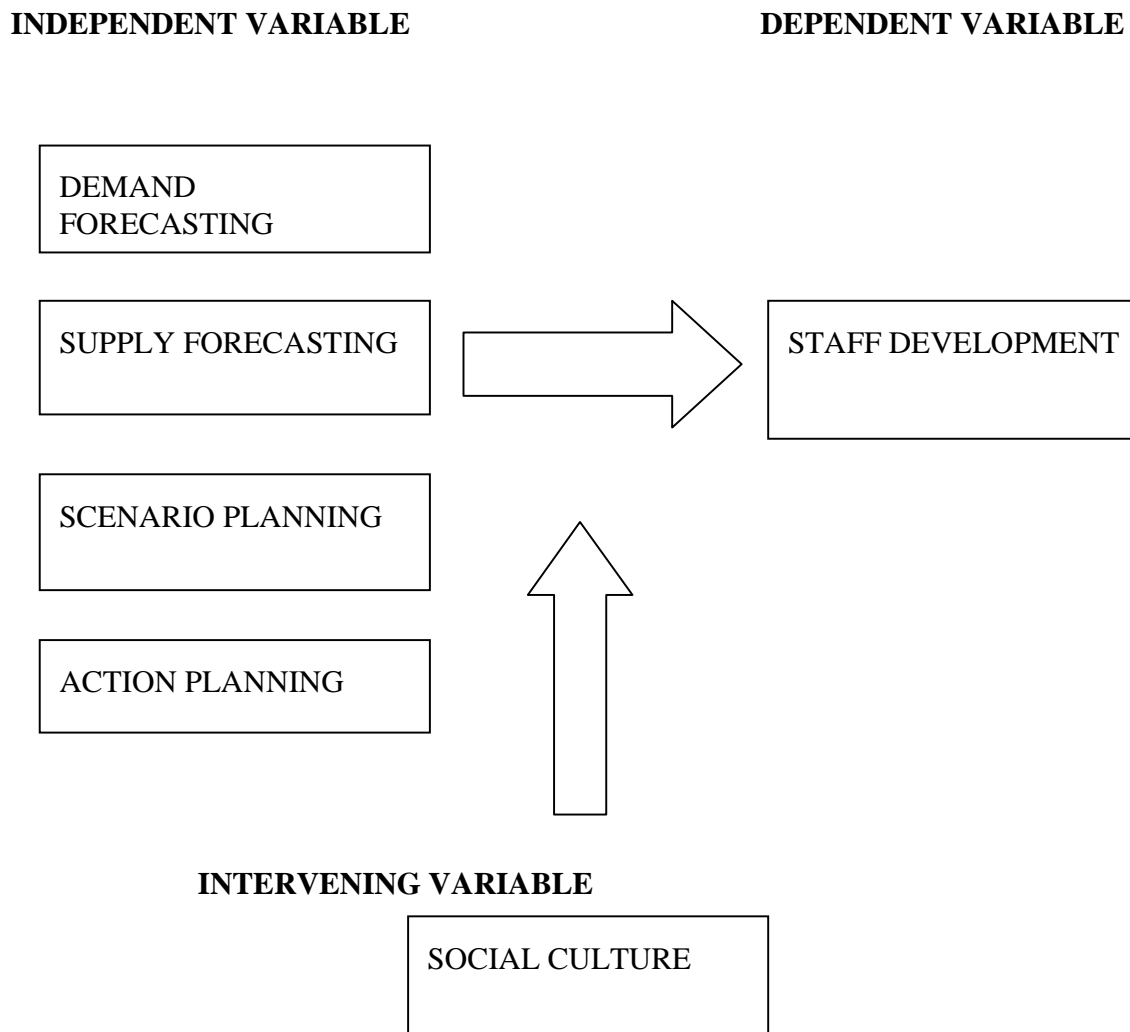 INDEPENDENT VARIABLE
DEPENDENT VARIABLE
DEMAND
FORECASTING
SUPPLY FORECASTING
STAFF DEVELOPMENT
SCENARIO PLANNING
ACTION PLANNING
INTERVENING VARIABLE
SOCIAL CULTURE